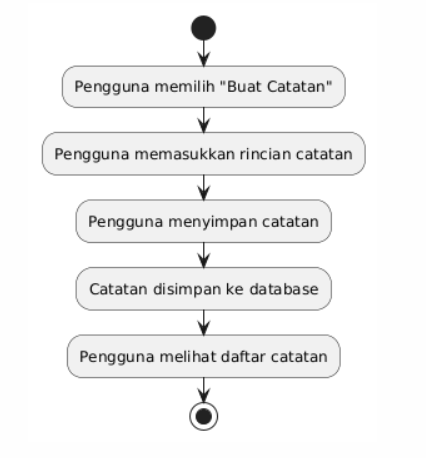 Pengguna memilih "Buat Catatan"
Pengguna memasukkan rincian catatan
Pengguna menyimpan catatan
Catatan disimpan ke database
Pengguna melihat daftar catatan